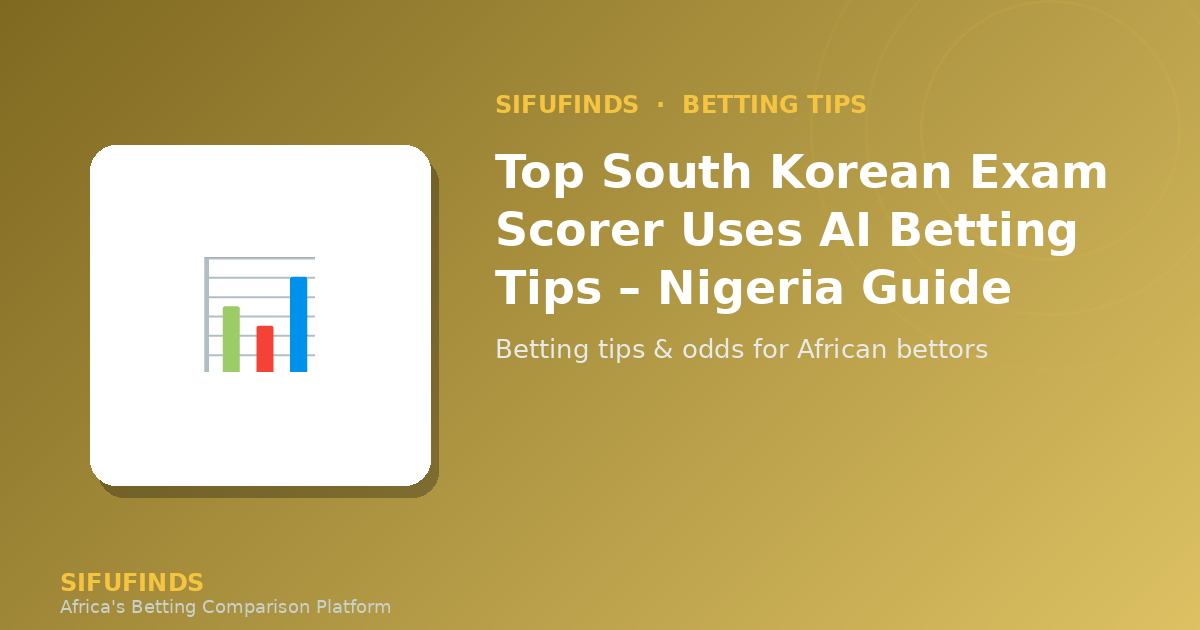 SIFUFINDS · BETTING TIPS
Top South Korean Exam
Scorer Uses AI Betting
Tips – Nigeria Guide
Betting tips & odds for African bettors
SIFUFINDS
Africa's Betting Comparison Platform